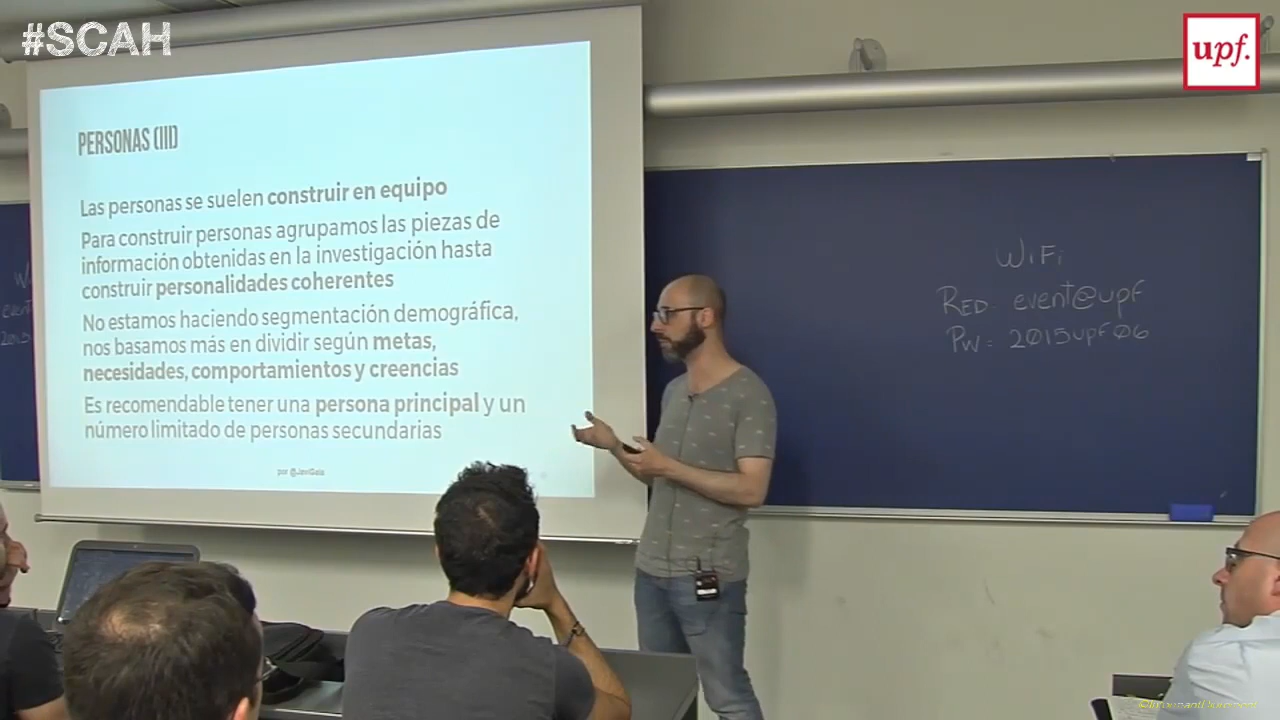 #SCAH
upf.
PERSONAS (III)
Las personas se suelen construir en equipo
Para construir personas agrupamos las piezas de
información obtenidas en la investigación hasta
construir personalidades coherentes
No estamos haciendo segmentación demográfica,
nos basamos más en dividir según metas,
necesidades, comportamientos y creencias
Es recomendable tener una persona principal y un
número limitado de personas secundarias
por
WiFi
RED: event@upf
PW: 2015upf06